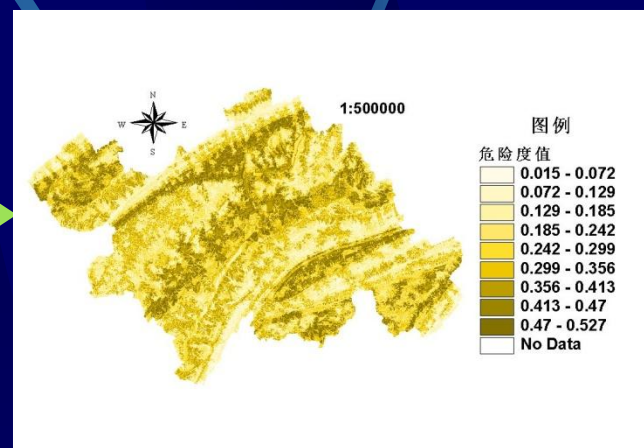 N
1:500000
W
E
S
图例
危险度值
0.015 - 0.072
0.072 - 0.129
0.129 - 0.185
0.185 - 0.242
0.242 - 0.299
0.299 - 0.356
0.356 - 0.413
0.413 - 0.47
0.47 - 0.527
No Data